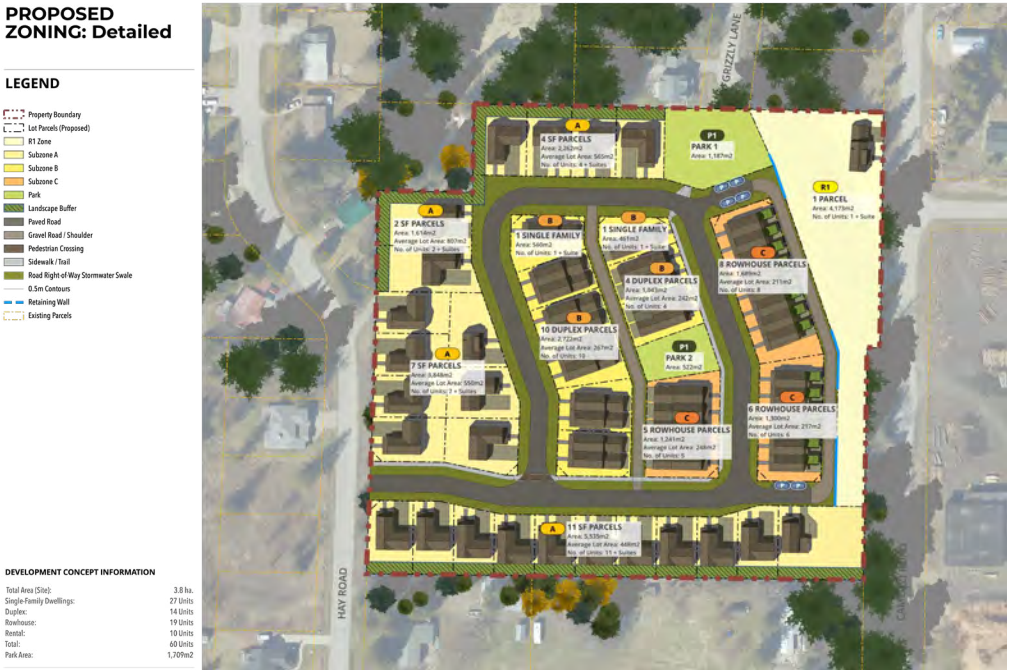 PROPOSED
ZONING: Detailed
LEGEND
Property Boundary
Lot Parcels (Proposed)
R1 Zone
Subzone A
Subzone B
Subzone C
Park
Landscape Buffer
Paved Road
Gravel Road / Shoulder
Pedestrian Crossing
Sidewalk / Trail
Road Right-of-Way Stormwater Swale
0.5m Contours
Retaining Wall
Existing Parcels
DEVELOPMENT CONCEPT INFORMATION
Total Area (Site): 3.8 ha.
Single-Family Dwellings: 27 Units
Duplex: 14 Units
Rowhouse: 19 Units
Rental: 10 Units
Total: 60 Units
Park Area: 1,709m2
GRIZZLY LANE
HAY ROAD
A
4 SF PARCELS
Area: 2,262m2
Average Lot Area: 565m2
No. of Units: 4 + Suites
P1
PARK 1
Area: 1,187m2
R1
1 PARCEL
Area: 4,173m2
No. of Units: 1 + Suite
A
2 SF PARCELS
Area: 1,614m2
Average Lot Area: 807m2
No. of Units: 2 + Suites
B
1 SINGLE FAMILY
Area: 560m2
No. of Units: 1 + Suite
B
1 SINGLE FAMILY
Area: 461m2
No. of Units: 1 + Suite
B
4 DUPLEX PARCELS
Average Lot Area: 242m2
No. of Units: 4
C
8 ROWHOUSE PARCELS
Area: 1,689m2
Average Lot Area: 211m2
No. of Units: 8
B
10 DUPLEX PARCELS
Area: 2,722m2
Average Lot Area: 267m2
No. of Units: 10
P1
PARK 2
Area: 522m2
A
7 SF PARCELS
Area: 3,848m2
Average Lot Area: 550m2
No. of Units: 7 + Suites
C
5 ROWHOUSE PARCELS
Area: 1,241m2
Average Lot Area: 248m2
No. of Units: 5
C
6 ROWHOUSE PARCELS
Area: 1,300m2
Average Lot Area: 217m2
No. of Units: 6
A
11 SF PARCELS
Area: 5,535m2
Average Lot Area: 448m2
No. of Units: 11 + Suites